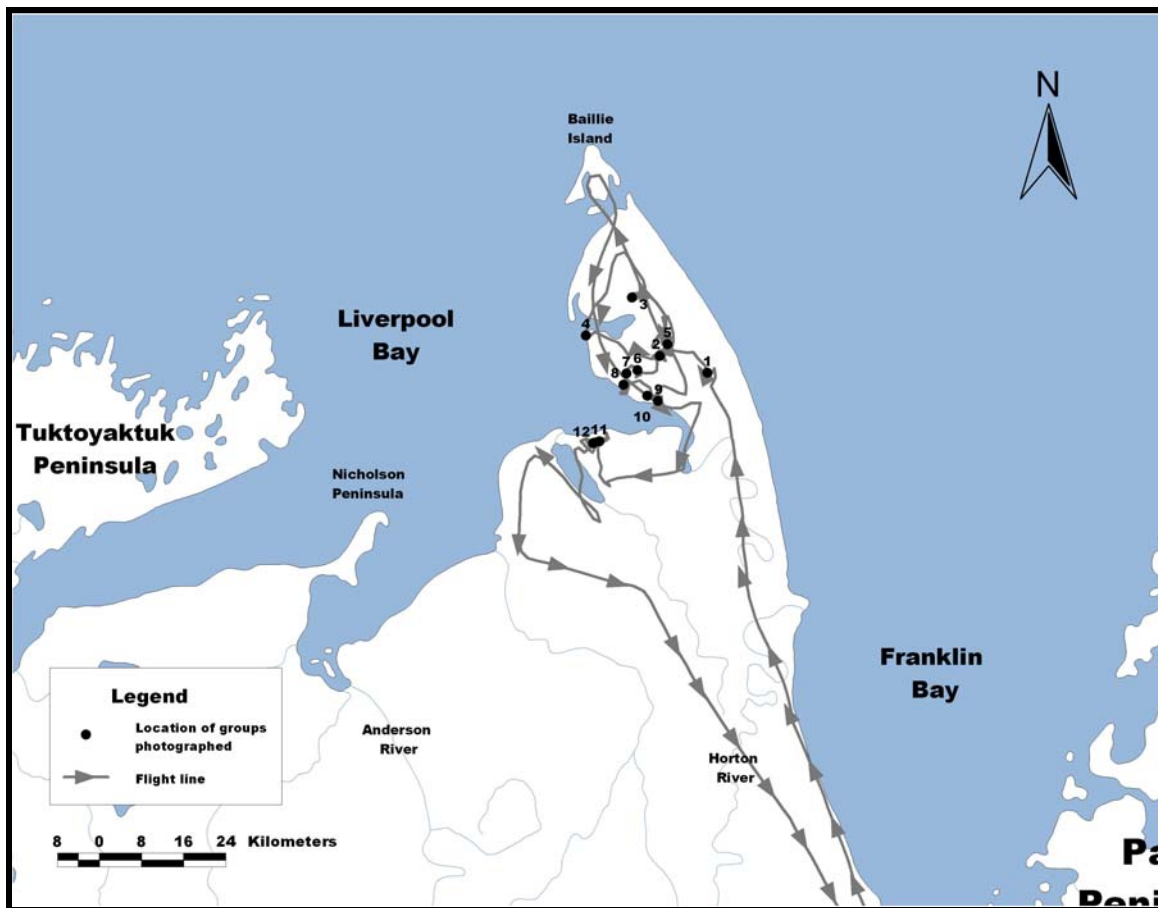 N
Baillie
Island
3
Liverpool
Bay
4
5
2
1
7
6
8
9
10
12
11
Tuktoyaktuk
Peninsula
Nicholson
Peninsula
Franklin
Bay
Legend
Location of groups
photographed
Flight line
Anderson
River
Horton
River
8 0 8 16 24 Kilometers
Pa
Peni